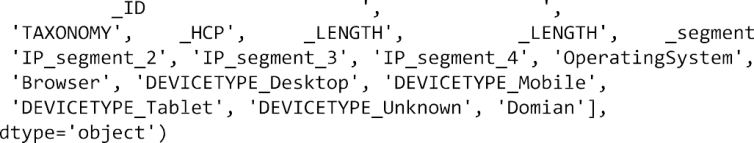 _ID ', ',
'TAXONOMY', _HCP', _LENGTH', _LENGTH', _segment
'IP_segment_2', 'IP_segment_3', 'IP_segment_4', 'OperatingSystem',
'Browser', 'DEVICETYPE_Desktop', 'DEVICETYPE_Mobile',
'DEVICETYPE_Tablet', 'DEVICETYPE_Unknown', 'Domian'],
dtype='object')